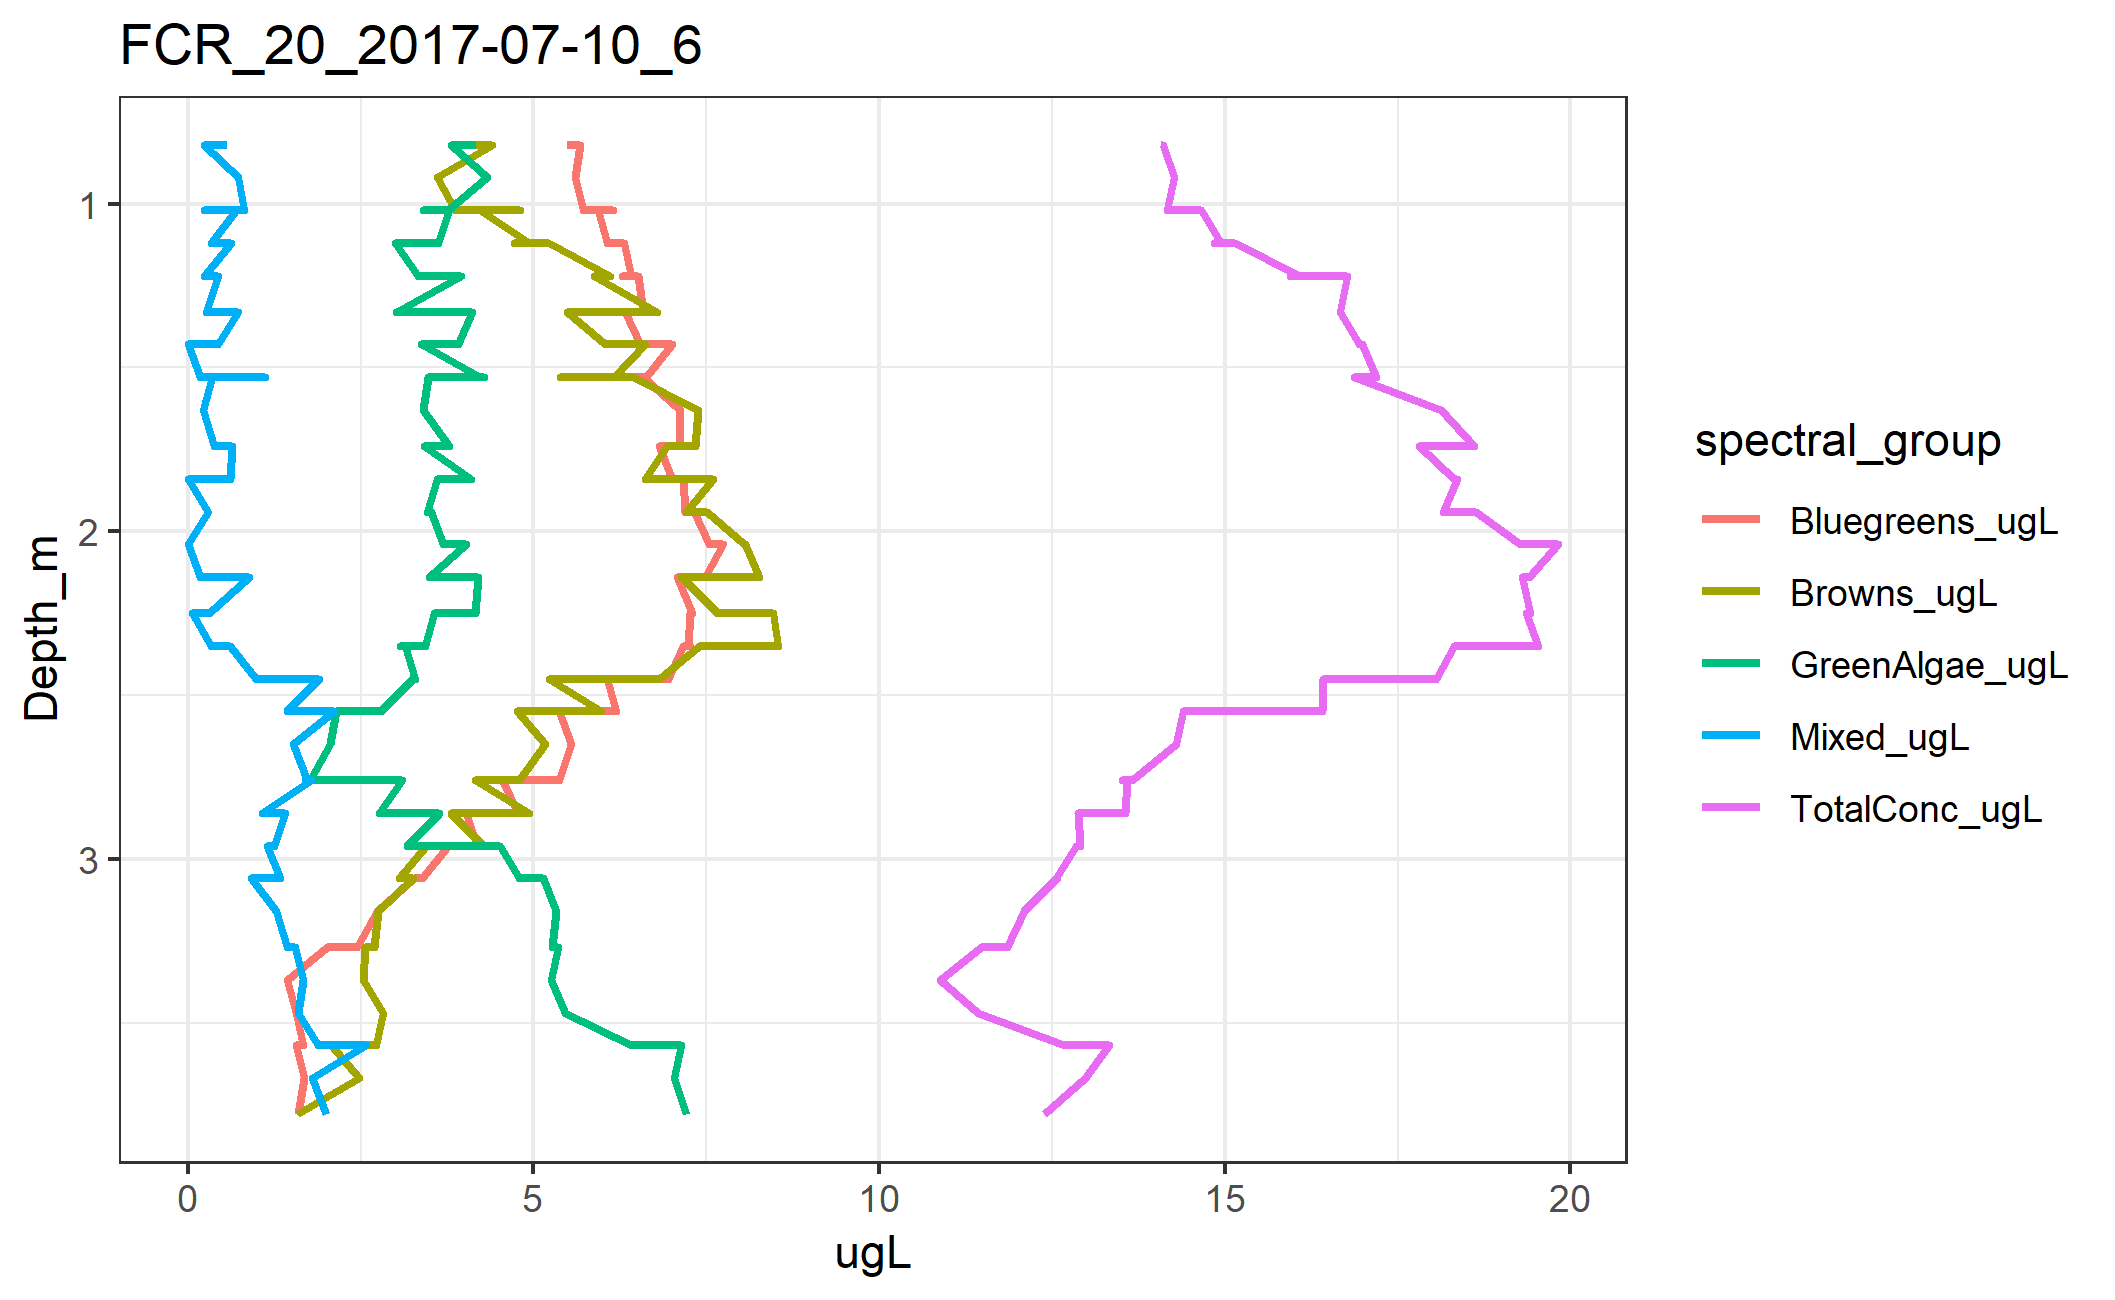 FCR_20_2017-07-10_6
1
2
3
Depth_m
0 5 10 15 20
ugL
spectral_group
Bluegreens_ugL
Browns_ugL
GreenAlgae_ugL
Mixed_ugL
TotalConc_ugL